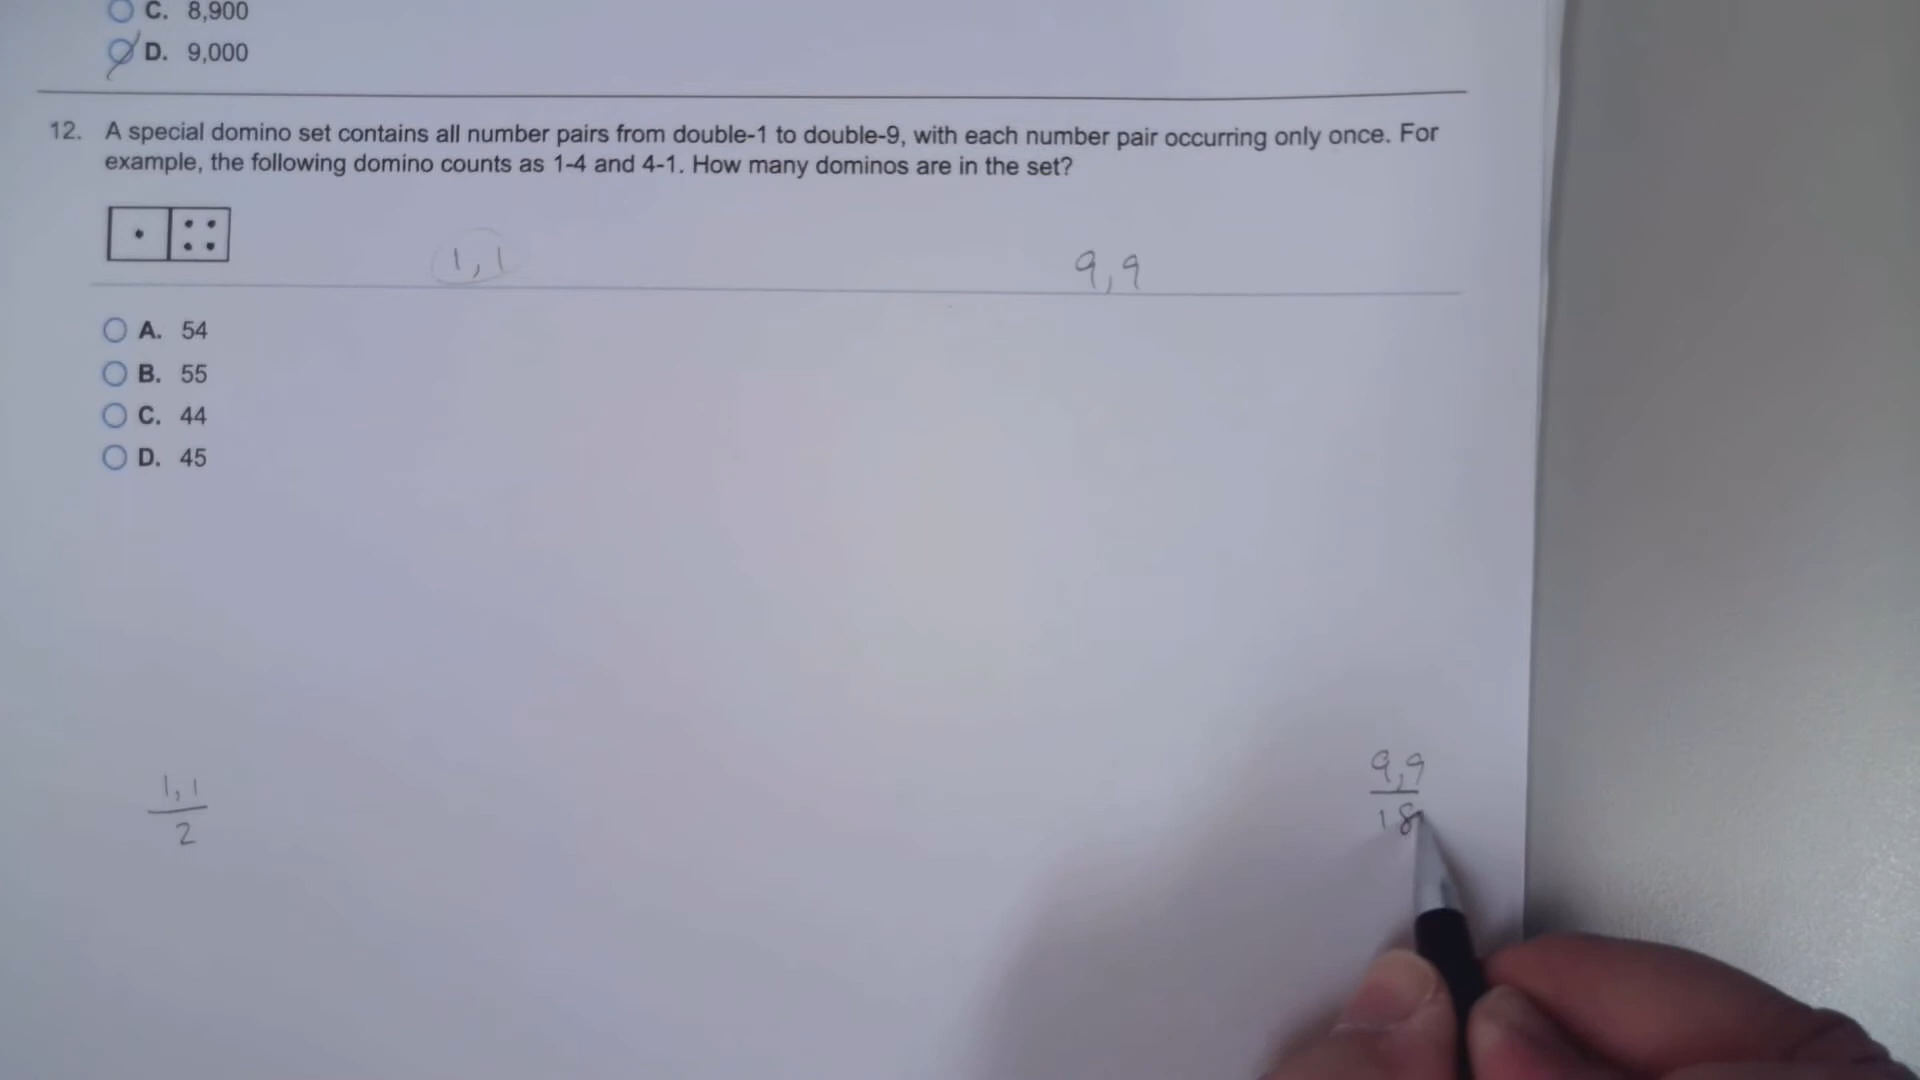 C. 8,900
D. 9,000
12. A special domino set contains all number pairs from double-1 to double-9, with each number pair occurring only once. For
example, the following domino counts as 1-4 and 4-1. How many dominos are in the set?
1,1
9,9
A. 54
B. 55
C. 44
D. 45
1,1
2
9,9
18